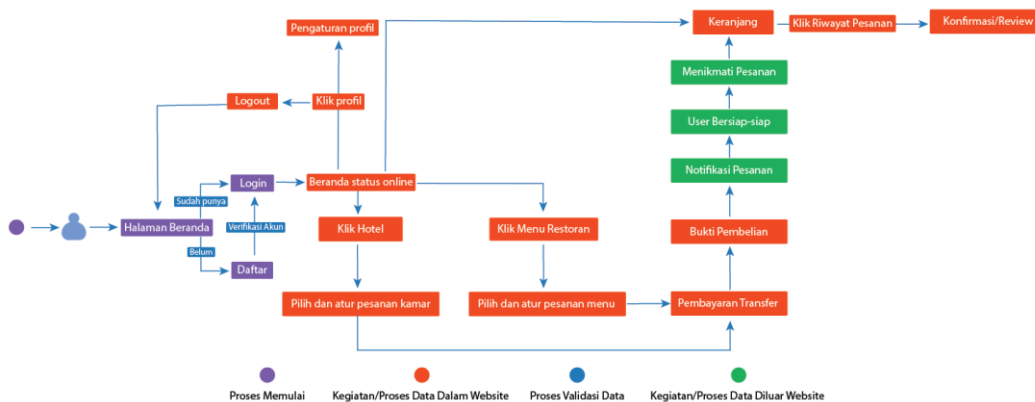 Keranjang
Klik Riwayat Pesanan
Konfirmasi/Review
Pengaturan profil
Menikmati Pesanan
Logout
Klik profil
User Bersiap-siap
Notifikasi Pesanan
Login
Beranda status online
Sudah punya
Halaman Beranda
Verifikasi Akun
Klik Hotel
Klik Menu Restoran
Bukti Pembelian
Belum
Daftar
Pilih dan atur pesanan kamar
Pilih dan atur pesanan menu
Pembayaran Transfer
Proses Memulai
Kegiatan/Proses Data Dalam Website
Proses Validasi Data
Kegiatan/Proses Data Diluar Website